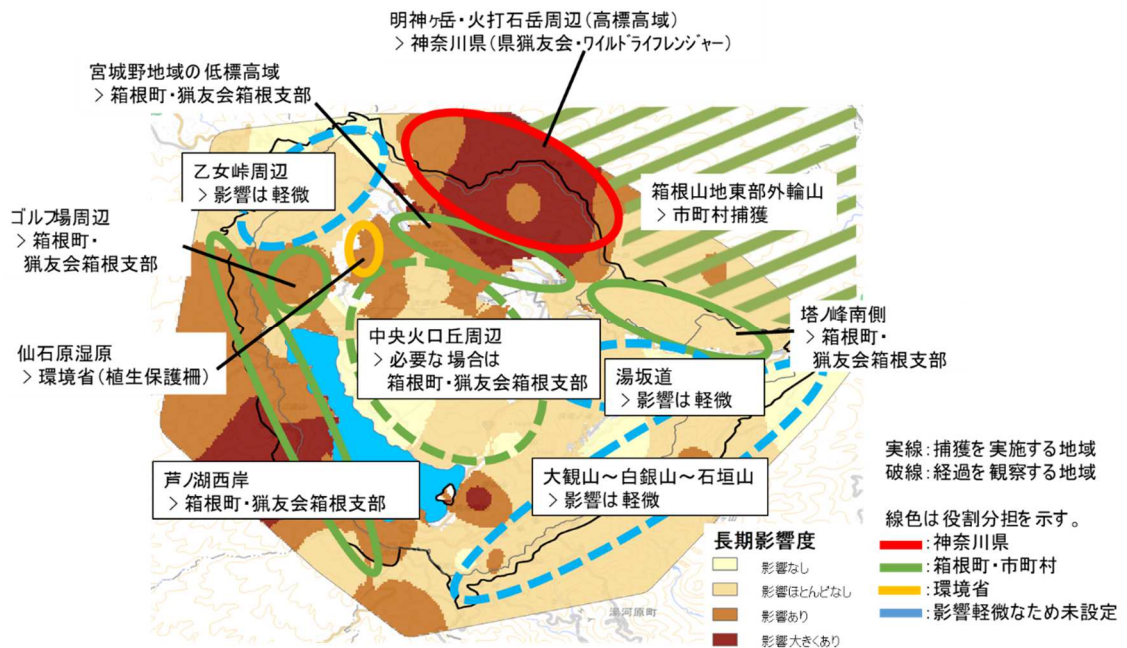 明神ヶ岳・火打石岳周辺(高標高域)
＞神奈川県(県猟友会・ワイルドライフレンジャー)
宮城野地域の低標高域
＞箱根町・猟友会箱根支部
乙女峠周辺
＞影響は軽微
箱根山地東部外輪山
＞市町村捕獲
ゴルフ場周辺
＞箱根町・
猟友会箱根支部
塔ノ峰南側
＞箱根町・
猟友会箱根支部
中央火口丘周辺
＞必要な場合は
箱根町・猟友会箱根支部
仙石原湿原
＞環境省(植生保護柵)
湯坂道
＞影響は軽微
芦ノ湖西岸
＞箱根町・猟友会箱根支部
大観山～白銀山～石垣山
＞影響は軽微
実線：捕獲を実施する地域
破線：経過を観察する地域
線色は役割分担を示す。
：神奈川県
：箱根町・市町村
：環境省
：影響軽微なため未設定
長期影響度
影響なし
影響ほとんどなし
影響あり
影響大きくあり
湯河原町